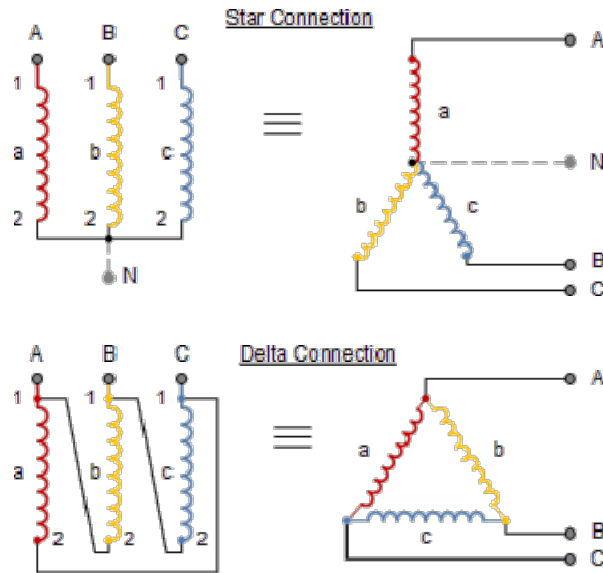 Star Connection
A B C A
1 1 1
a b c a
N
b c
2 2 2
B
N
C
Delta Connection
A B C A
1 1 1
a b
a b c
2 2 2
c B
C